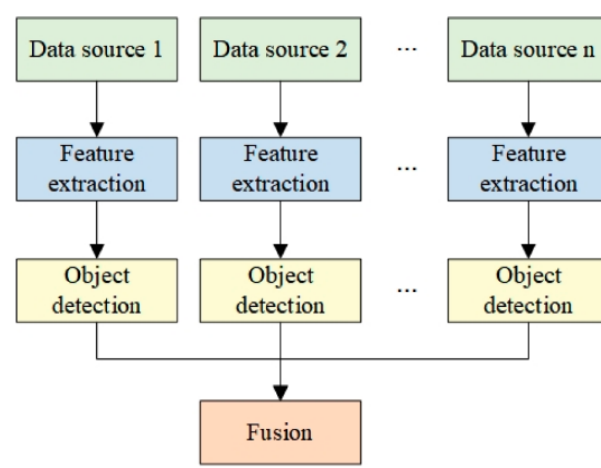 Data source 1
Data source 2
...
Data source n
Feature
extraction
Feature
extraction
...
Feature
extraction
Object
detection
Object
detection
...
Object
detection
Fusion